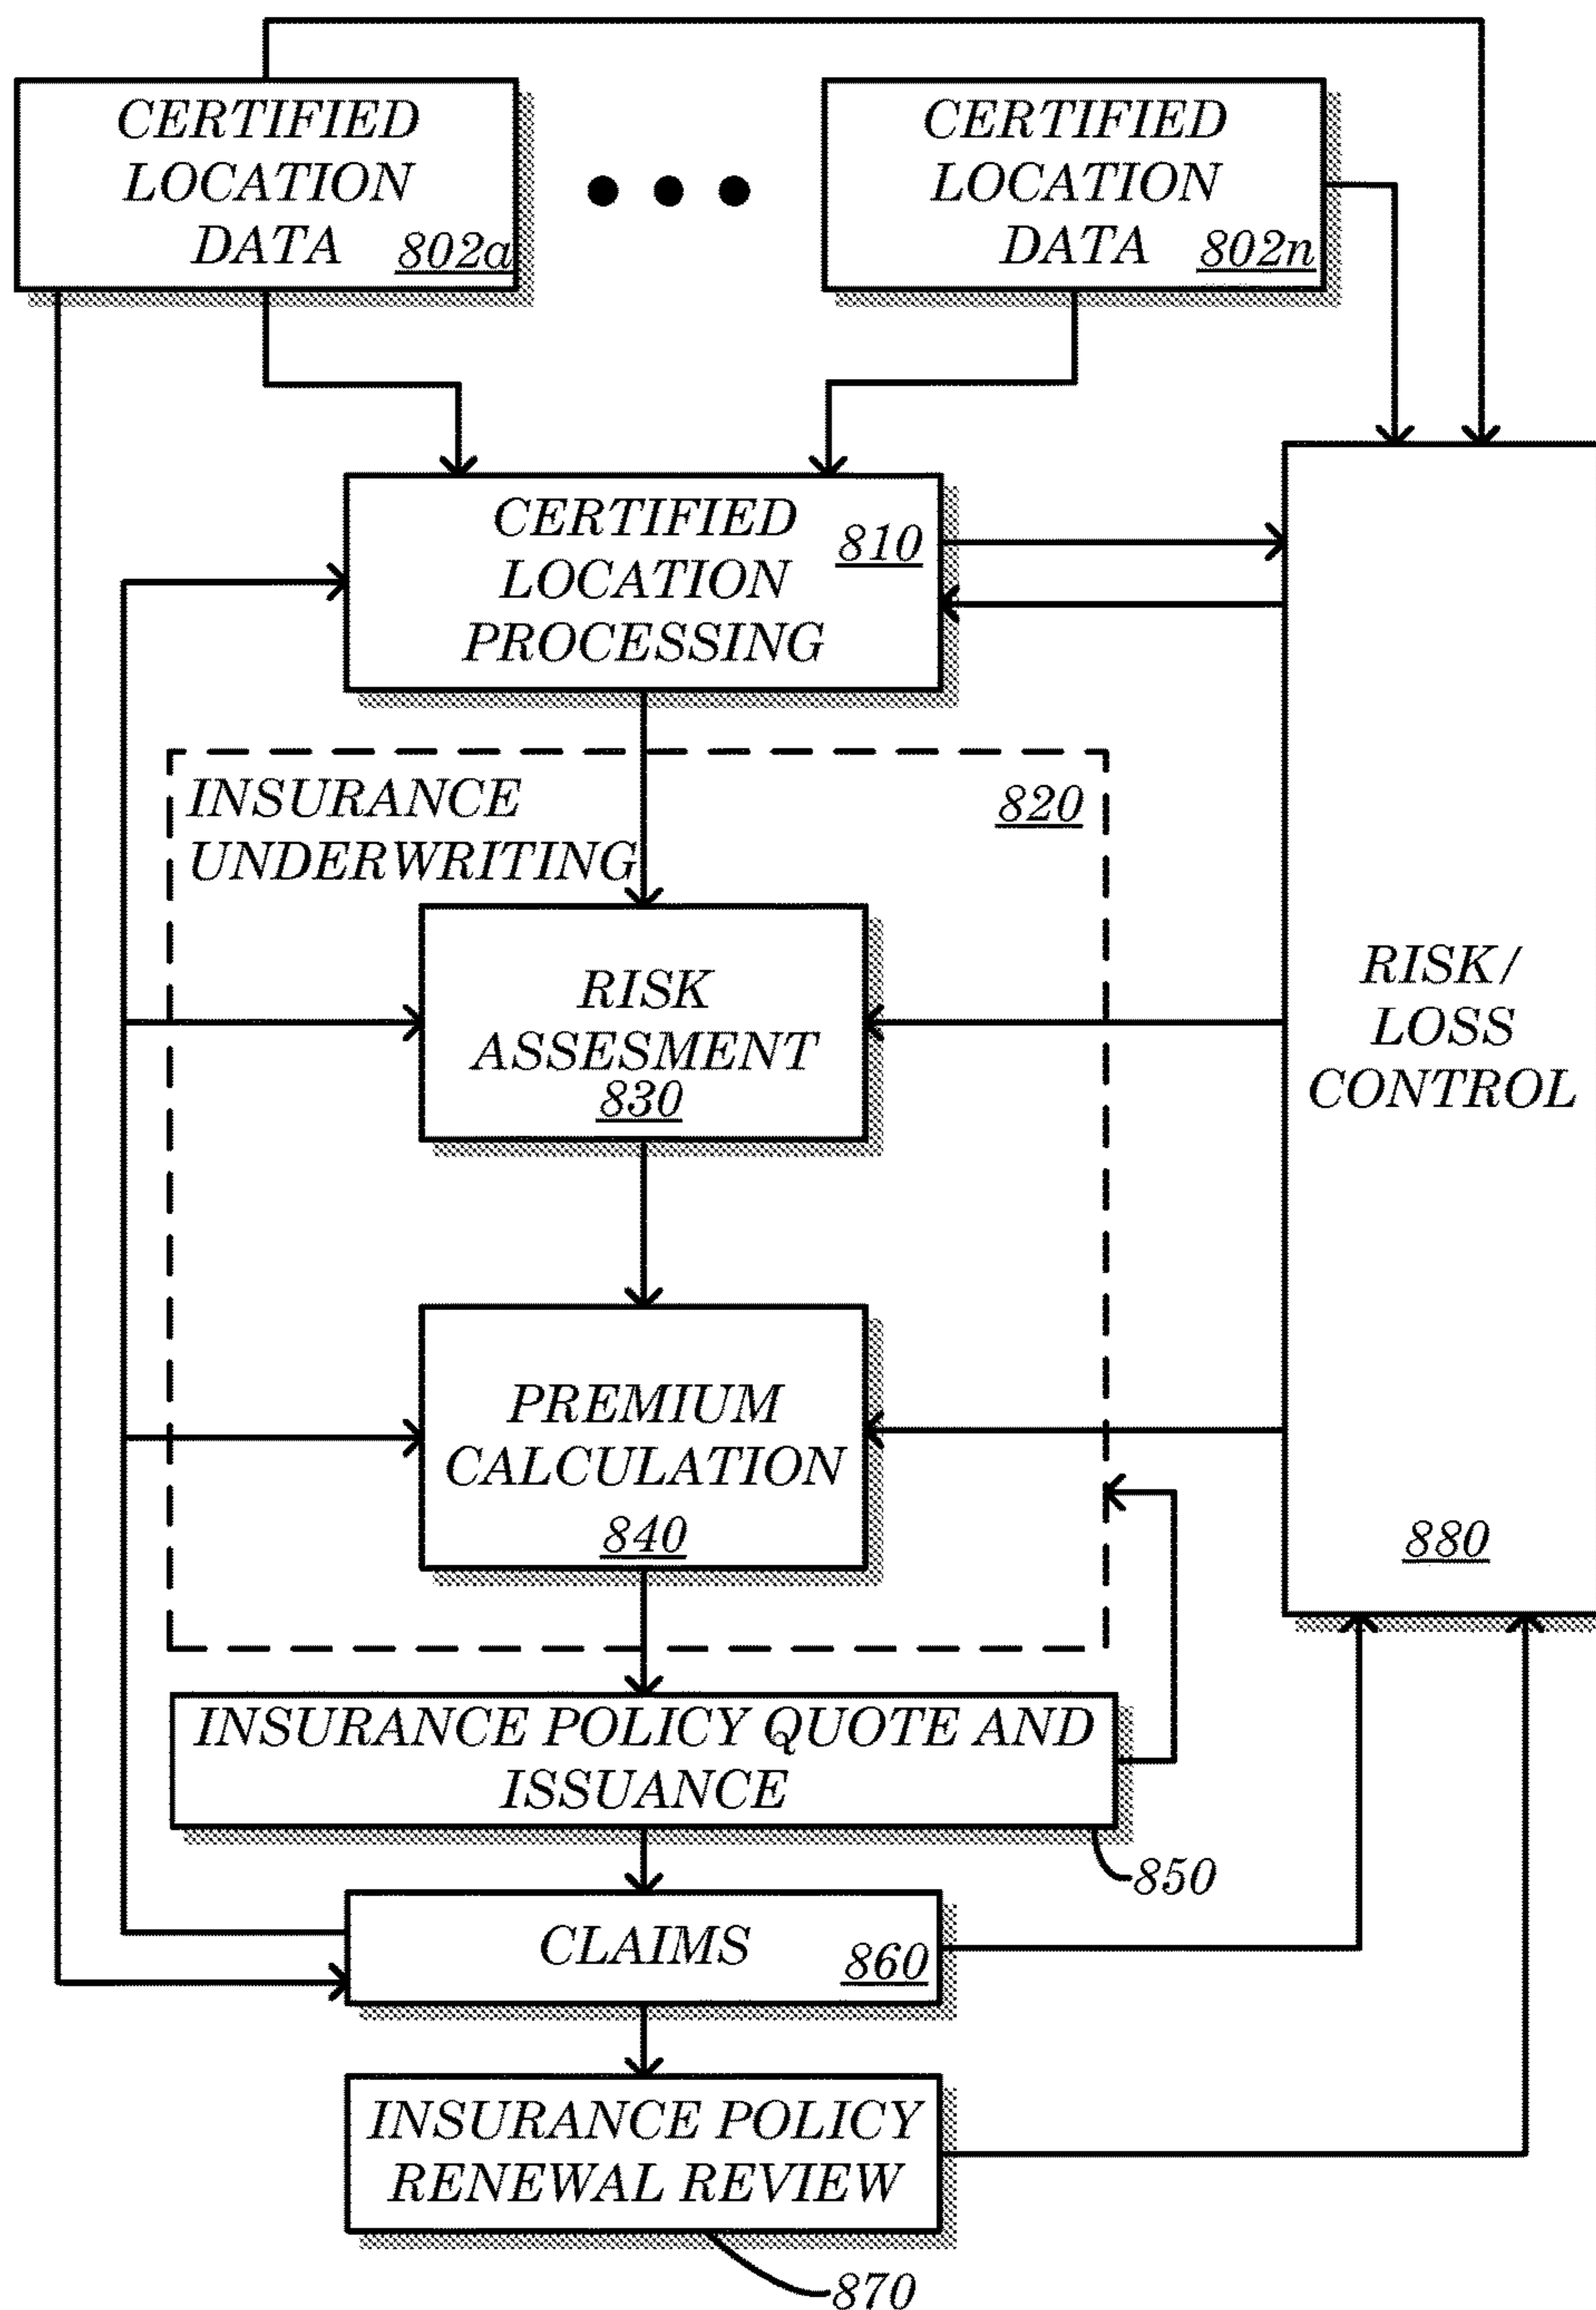 CERTIFIED
LOCATION
DATA 802a
CERTIFIED
LOCATION
DATA 802n
CERTIFIED
LOCATION
PROCESSING
810
INSURANCE
UNDERWRITING
820
RISK
ASSESMENT
830
RISK/
LOSS
CONTROL
880
PREMIUM
CALCULATION
840
INSURANCE POLICY QUOTE AND
ISSUANCE
850
CLAIMS
860
INSURANCE POLICY
RENEWAL REVIEW
870